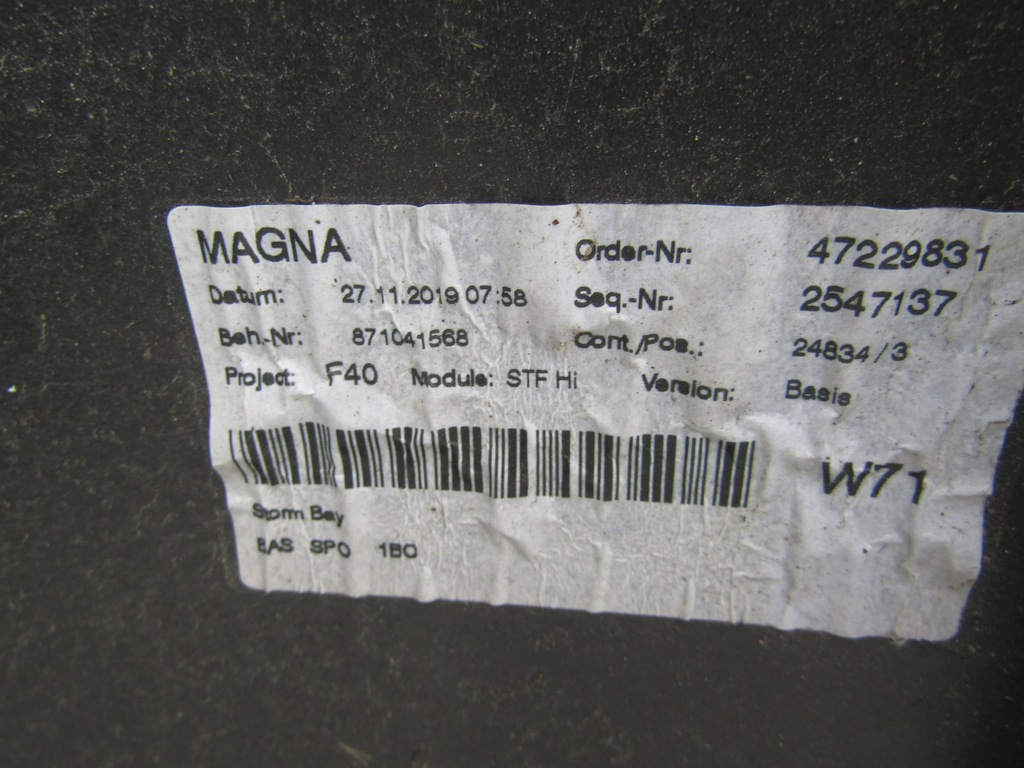 MAGNA Order-Nr: 47229831
Datum: 27.11.2019 07:58 Seq.-Nr: 2547137
Beh.-Nr: 871041568 Cont./Pos.: 24834/3
Project: F40 Module: STF Hi Version: Basis
W71
Storm Bay
BAS SPO 1BO